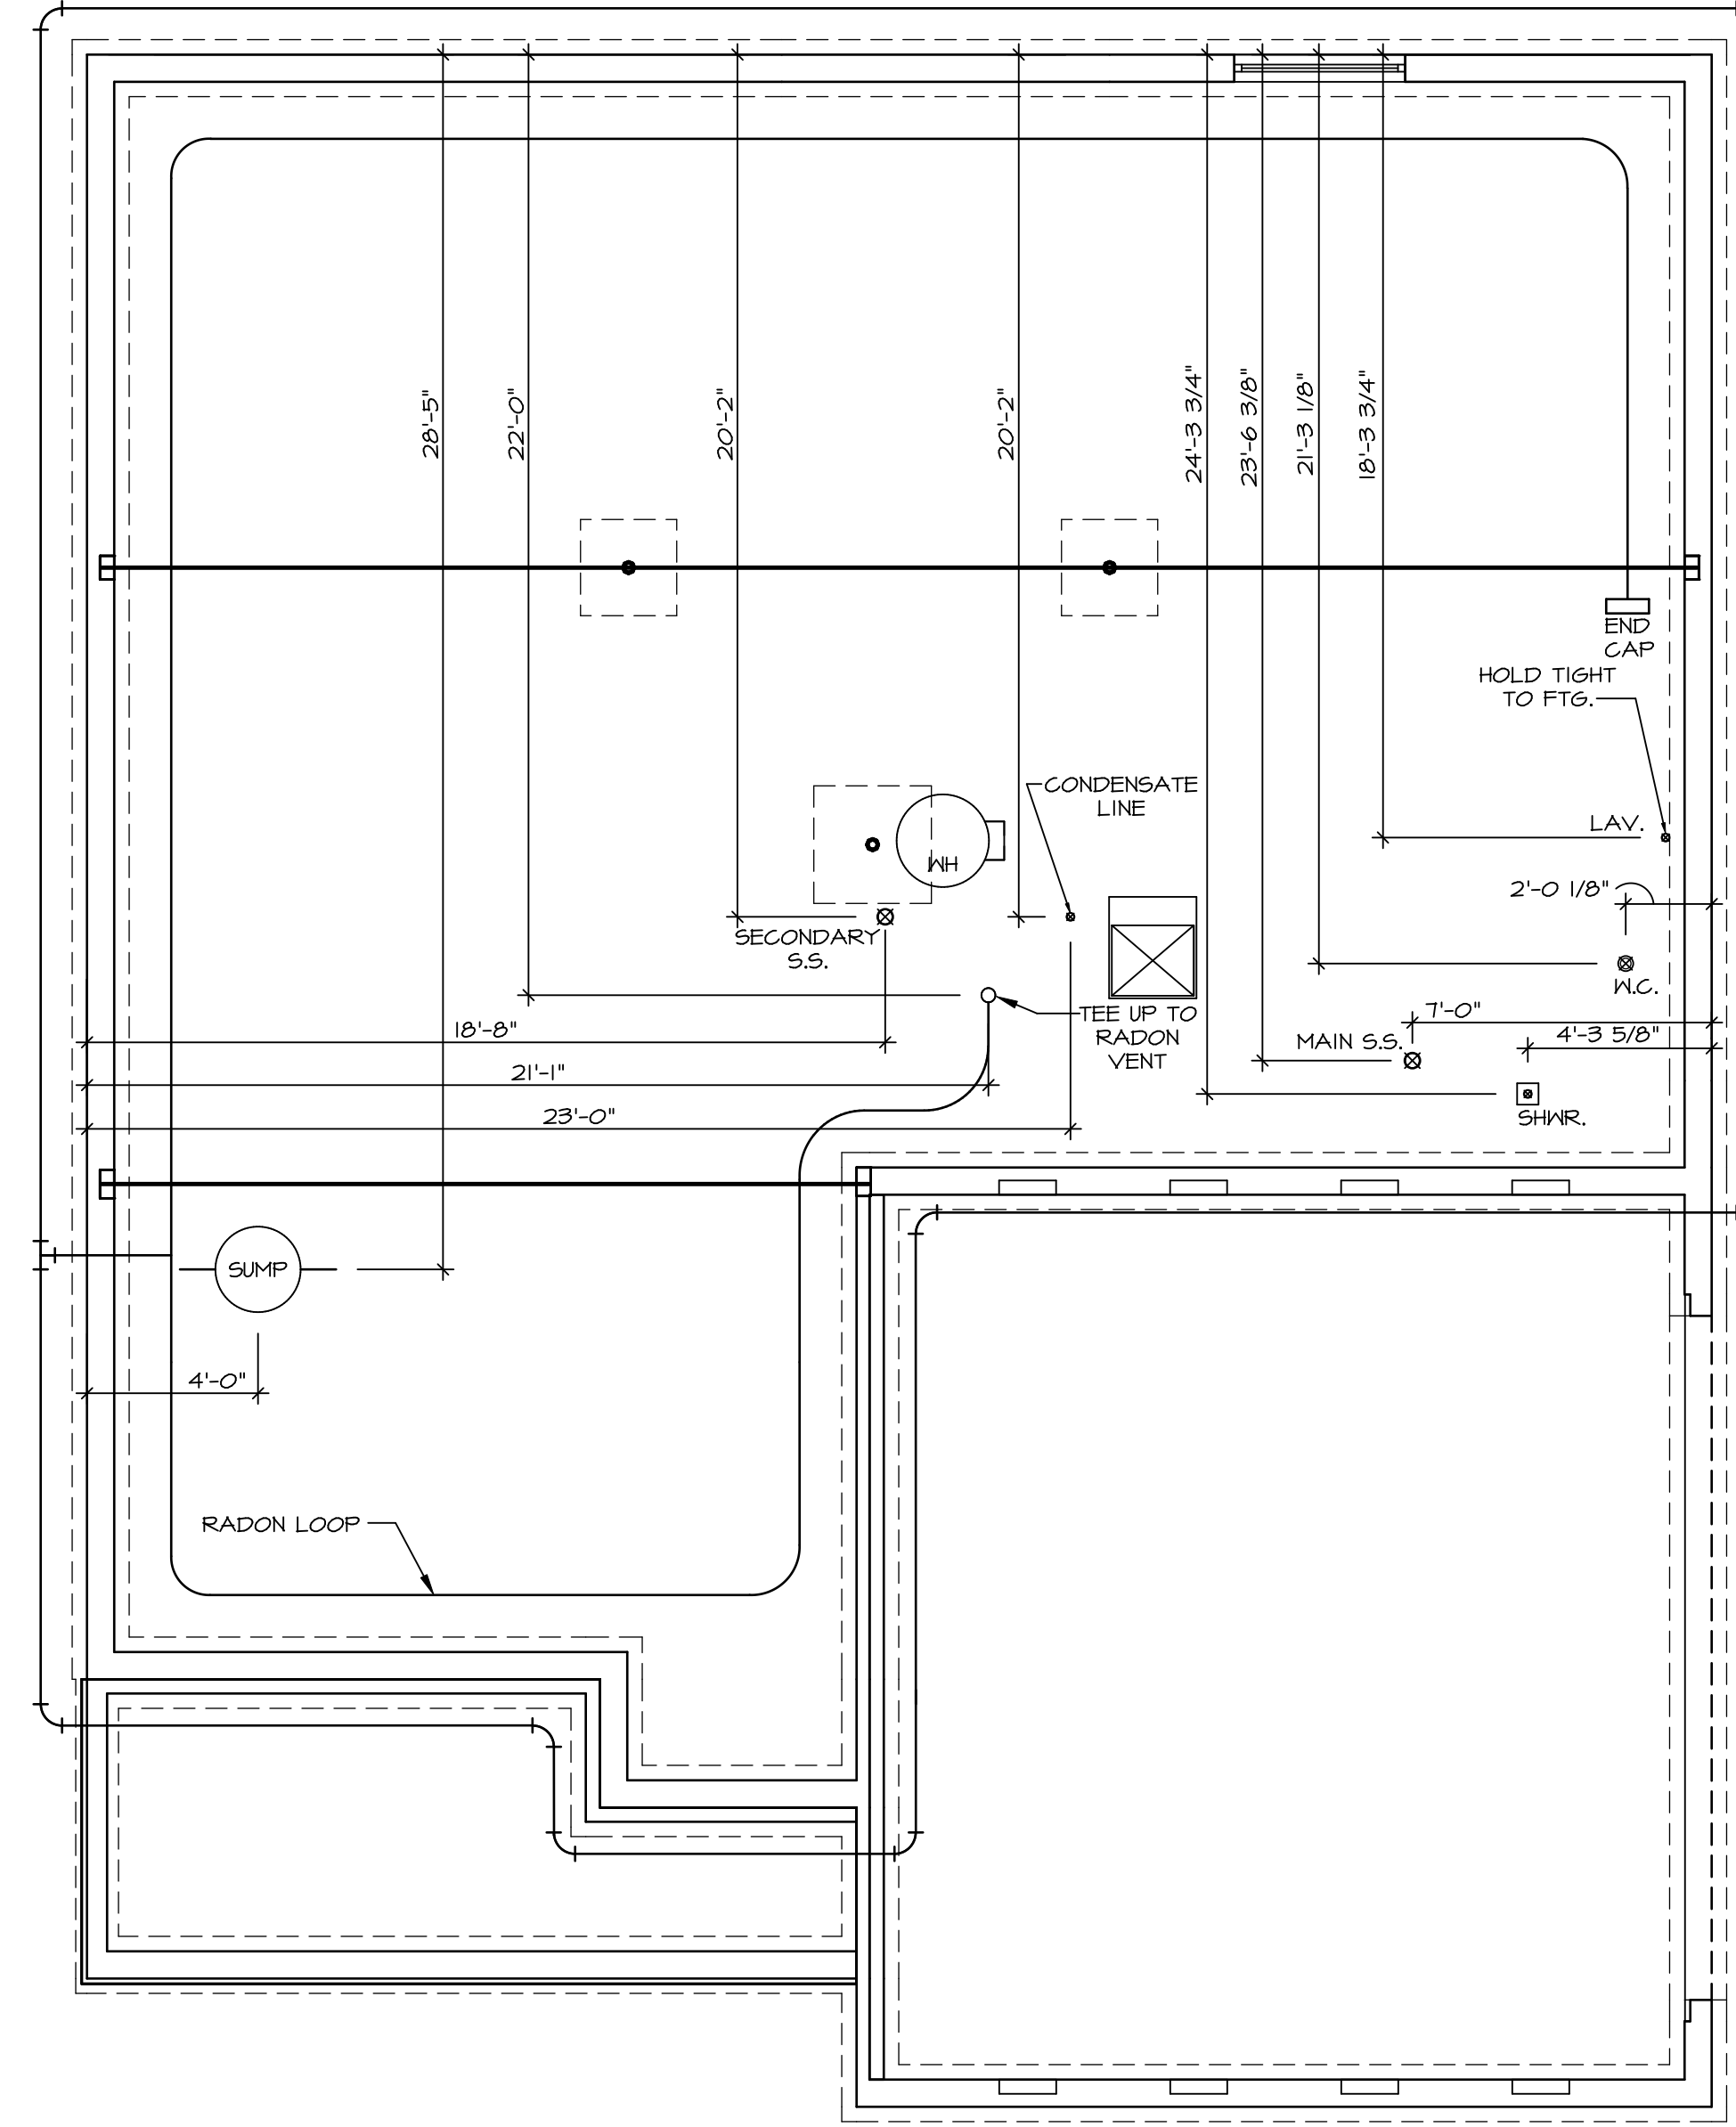 28'-5"
22'-0"
20'-2"
20'-2"
24'-3 3/4"
23'-6 3/8"
21'-3 1/8"
18'-3 3/4"
END
CAP
HOLD TIGHT
TO FTG.
CONDENSATE
LINE
LAV.
WH
2'-0 1/8"
SECONDARY
S.S.
W.C.
TEE UP TO
RADON
VENT
7'-0"
18'-8"
MAIN S.S.
4'-3 5/8"
21'-1"
23'-0"
SHWR.
SUMP
4'-0"
RADON LOOP